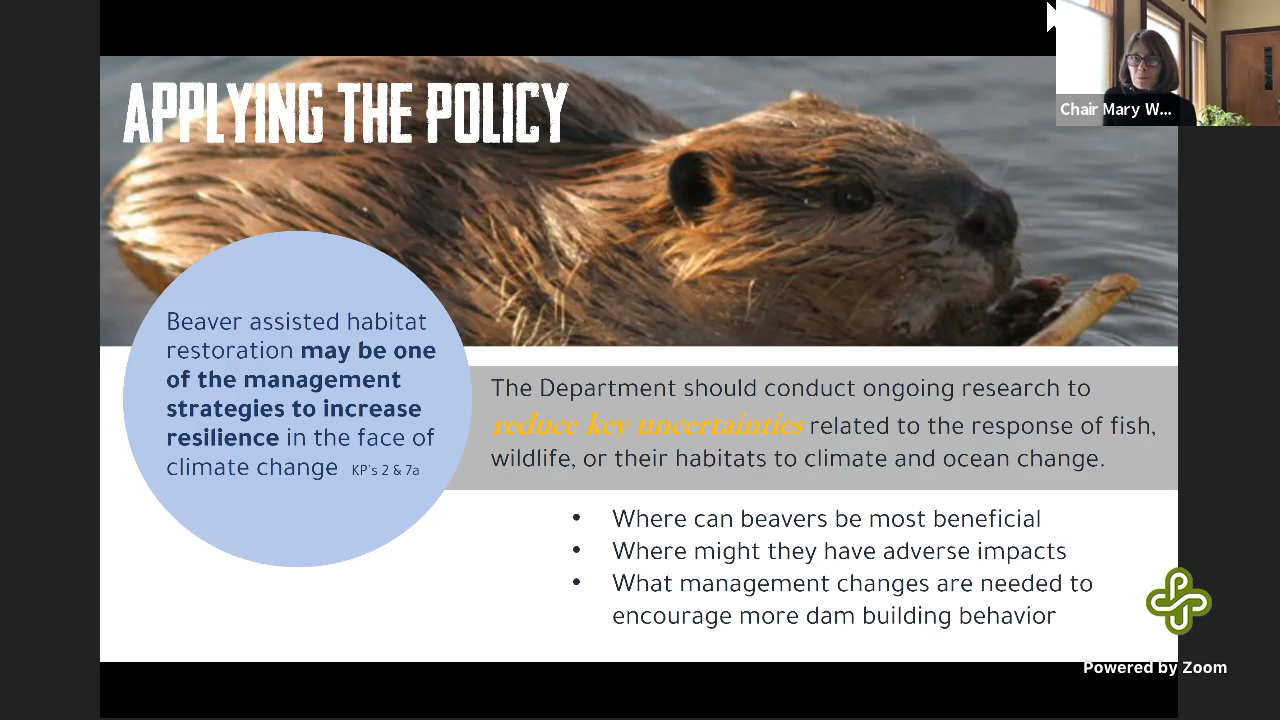 APPLYING THE POLICY
Chair Mary W...
Beaver assisted habitat
restoration may be one
of the management
strategies to increase
resilience in the face of
climate change KP's 2 & 7a
The Department should conduct ongoing research to
reduce key uncertainties related to the response of fish,
wildlife, or their habitats to climate and ocean change.
• Where can beavers be most beneficial
• Where might they have adverse impacts
• What management changes are needed to
encourage more dam building behavior
Powered by Zoom